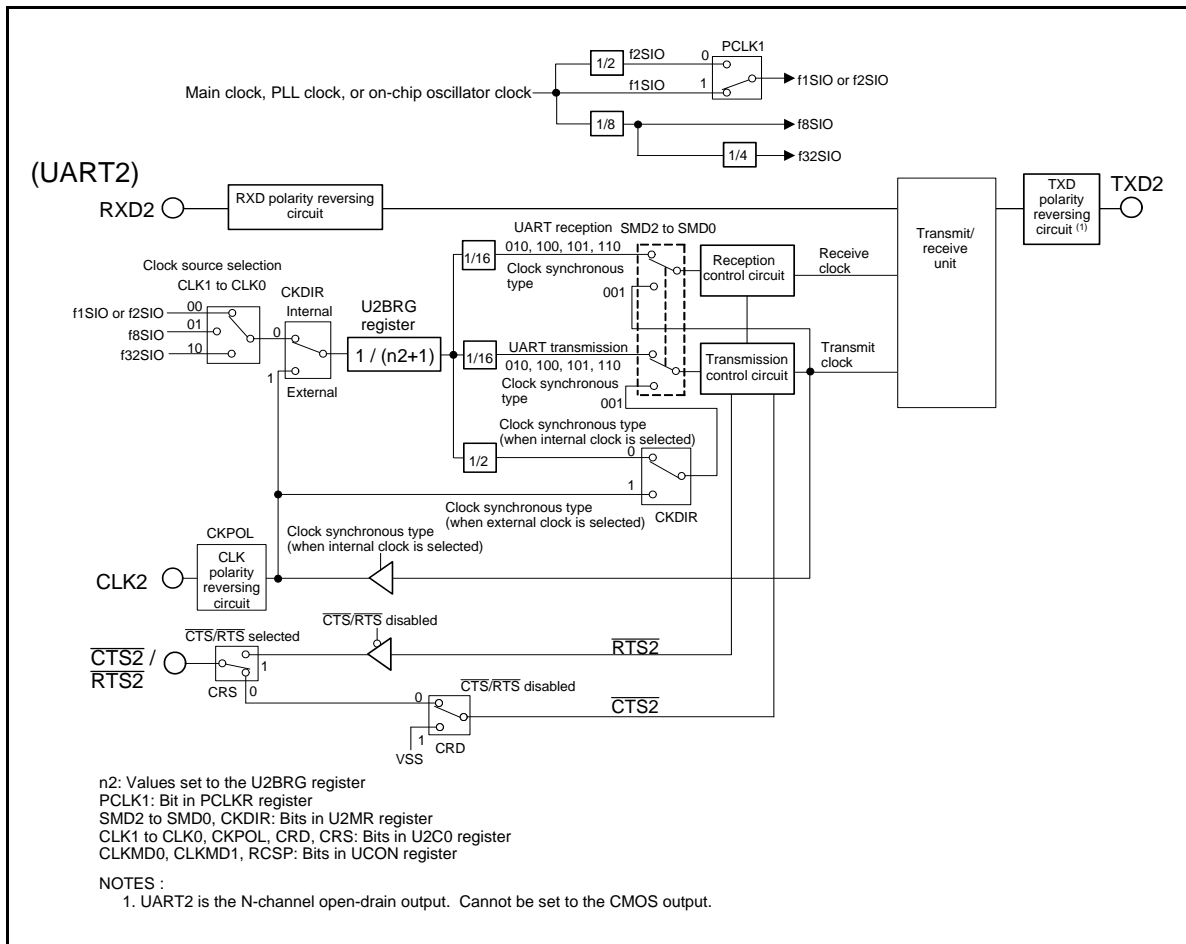 PCLK1
1/2
f2SIO
0
Main clock, PLL clock, or on-chip oscillator clock
f1SIO
1
f1SIO or f2SIO
1/8
f8SIO
1/4
f32SIO
(UART2)
RXD2
RXD polarity reversing
circuit
TXD
polarity
reversing
circuit (1)
TXD2
UART reception
SMD2 to SMD0
1/16
010, 100, 101, 110
Clock synchronous
type
001
Reception
control circuit
Receive
clock
Transmit/
receive
unit
Clock source selection
CLK1 to CLK0
f1SIO or f2SIO
00
f8SIO
01
f32SIO
10
CKDIR
Internal
0
1
External
U2BRG
register
1 / (n2+1)
1/16
UART transmission
010, 100, 101, 110
Clock synchronous
type
001
Transmission
control circuit
Transmit
clock
1/2
Clock synchronous type
(when internal clock is selected)
0
1
CKDIR
Clock synchronous type
(when external clock is selected)
CKPOL
Clock synchronous type
(when internal clock is selected)
CLK2
CLK
polarity
reversing
circuit
CTS/RTS disabled
CTS/RTS selected
CTS2 /
RTS2
1
CRS
0
RTS2
CTS/RTS disabled
0
CTS2
1
VSS
CRD
n2: Values set to the U2BRG register
PCLK1: Bit in PCLKR register
SMD2 to SMD0, CKDIR: Bits in U2MR register
CLK1 to CLK0, CKPOL, CRD, CRS: Bits in U2C0 register
CLKMD0, CLKMD1, RCSP: Bits in UCON register
NOTES :
1. UART2 is the N-channel open-drain output.  Cannot be set to the CMOS output.